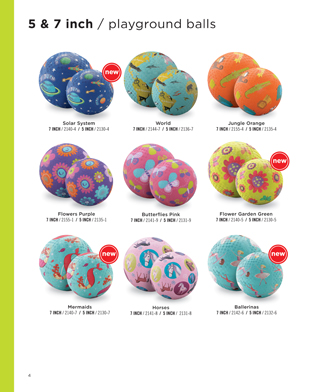 5 & 7 inch / playground balls
new
Solar System
7 INCH / 2140-4 / 5 INCH / 2130-4
World
7 INCH / 2144-7 / 5 INCH / 2136-7
Jungle Orange
7 INCH / 2155-4 / 5 INCH / 2135-4
Flowers Purple
7 INCH / 2155-1 / 5 INCH / 2135-1
Butterflies Pink
7 INCH / 2141-9 / 5 INCH / 2131-9
new
Flower Garden Green
7 INCH / 2140-5 / 5 INCH / 2130-5
new
Mermaids
7 INCH / 2140-7 / 5 INCH / 2130-7
Horses
7 INCH / 2141-8 / 5 INCH / 2131-8
new
Ballerinas
7 INCH / 2142-6 / 5 INCH / 2132-6